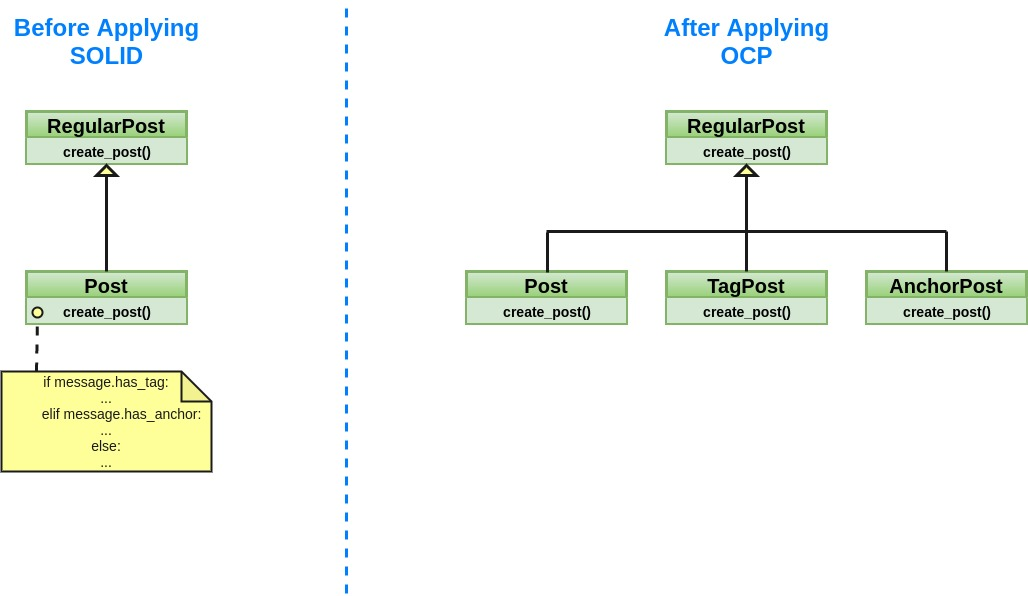 Before Applying
SOLID
RegularPost
create_post()
Post
create_post()
if message.has_tag:
...
elif message.has_anchor:
...
else:
...
After Applying
OCP
RegularPost
create_post()
Post
create_post()
TagPost
create_post()
AnchorPost
create_post()